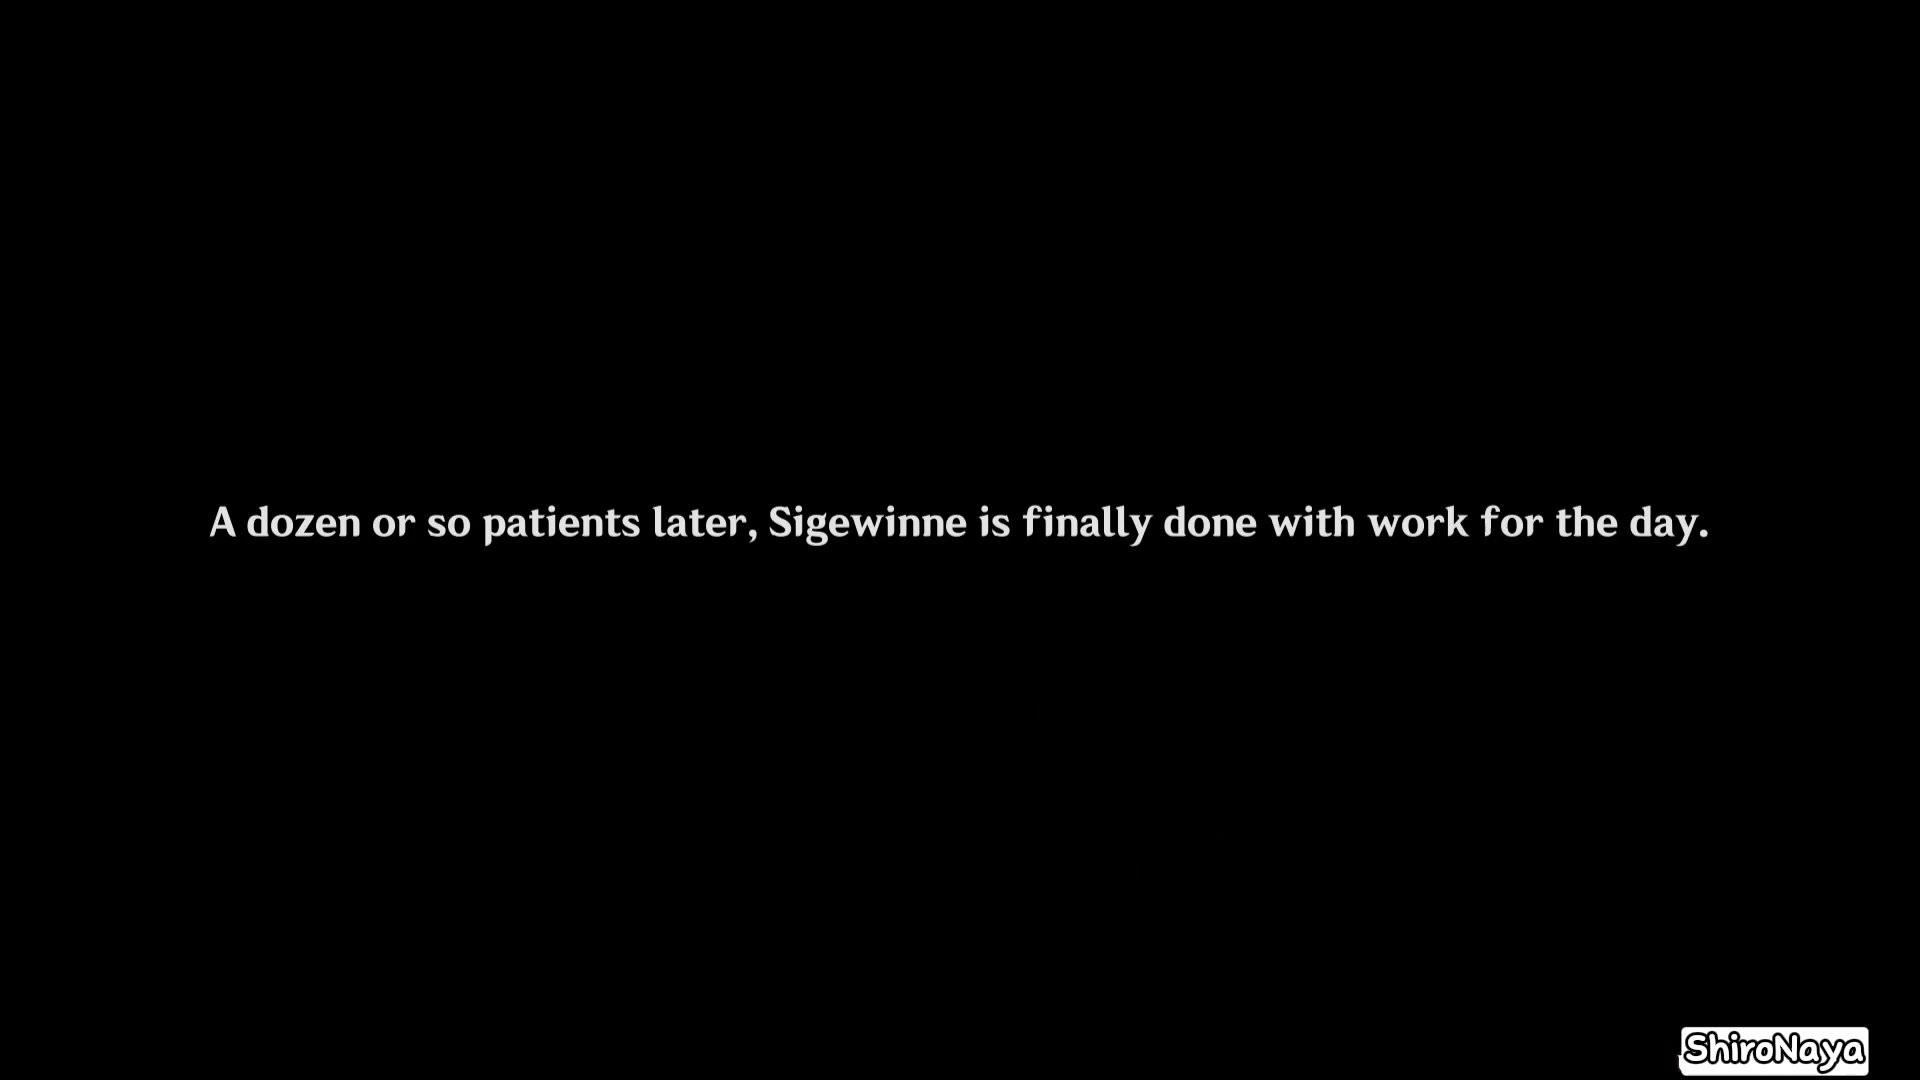 A dozen or so patients later, Sigewinne is finally done with work for the day.
ShiroNaya